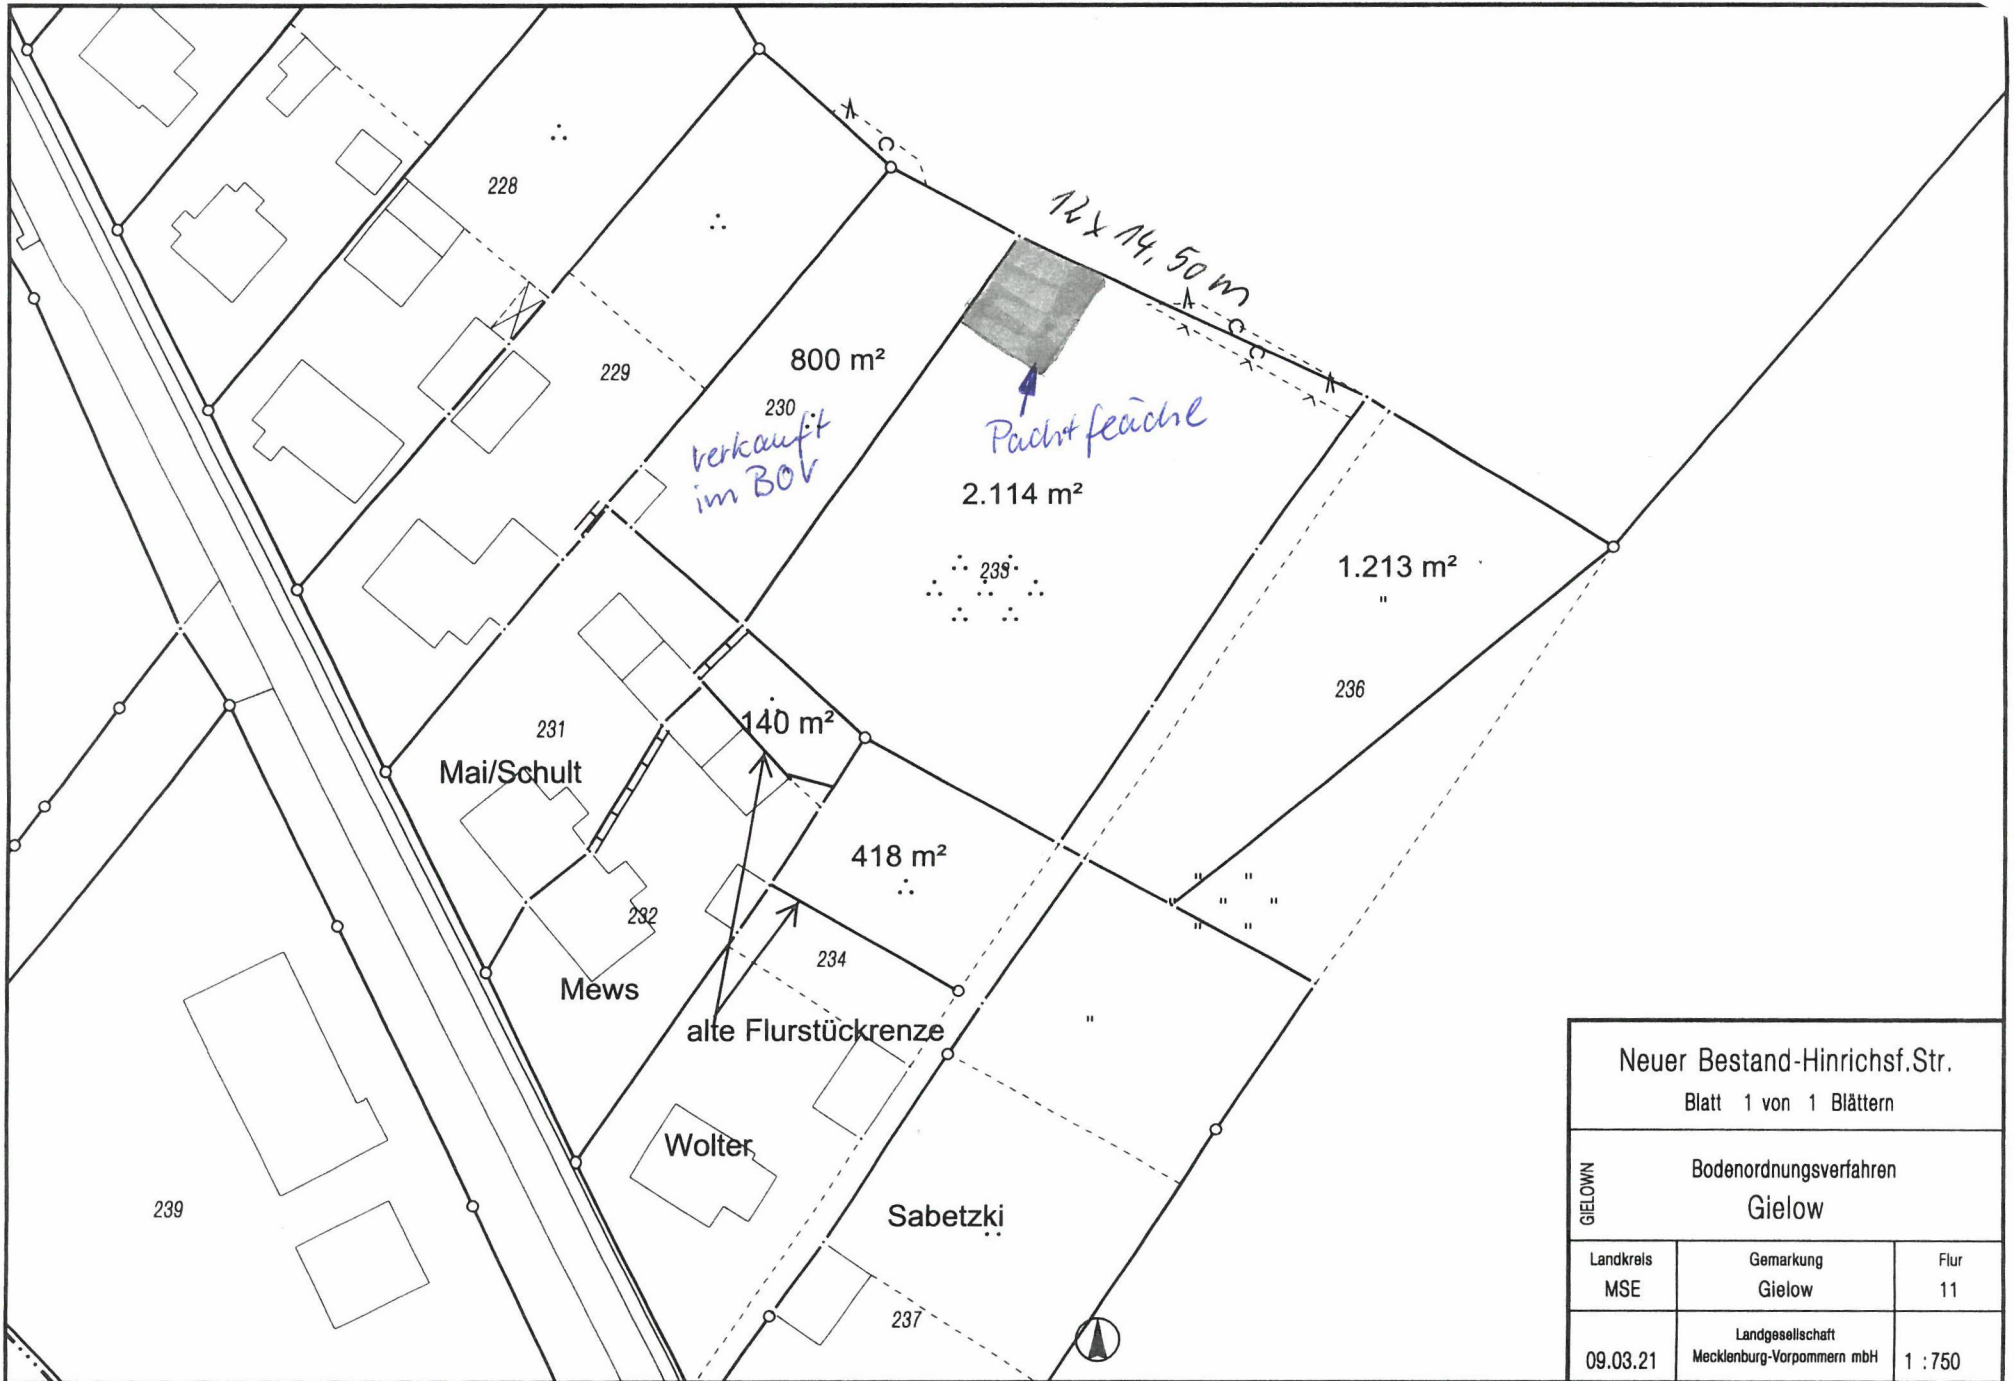 12 x 14,50 m
228
229
800 m²
230
verkauft
im BOV
Pachtfläche
2.114 m²
1.213 m²
236
231
140 m²
Mai/Schult
418 m²
232
234
Mews
alte Flurstückrenze
Wolter
Sabetzki
239
237
Neuer Bestand-Hinrichsf.Str.
Blatt 1 von 1 Blättern
GIELOWN
Bodenordnungsverfahren
Gielow
Landkreis
MSE
Gemarkung
Gielow
Flur
11
09.03.21
Landgesellschaft
Mecklenburg-Vorpommern mbH
1 :750